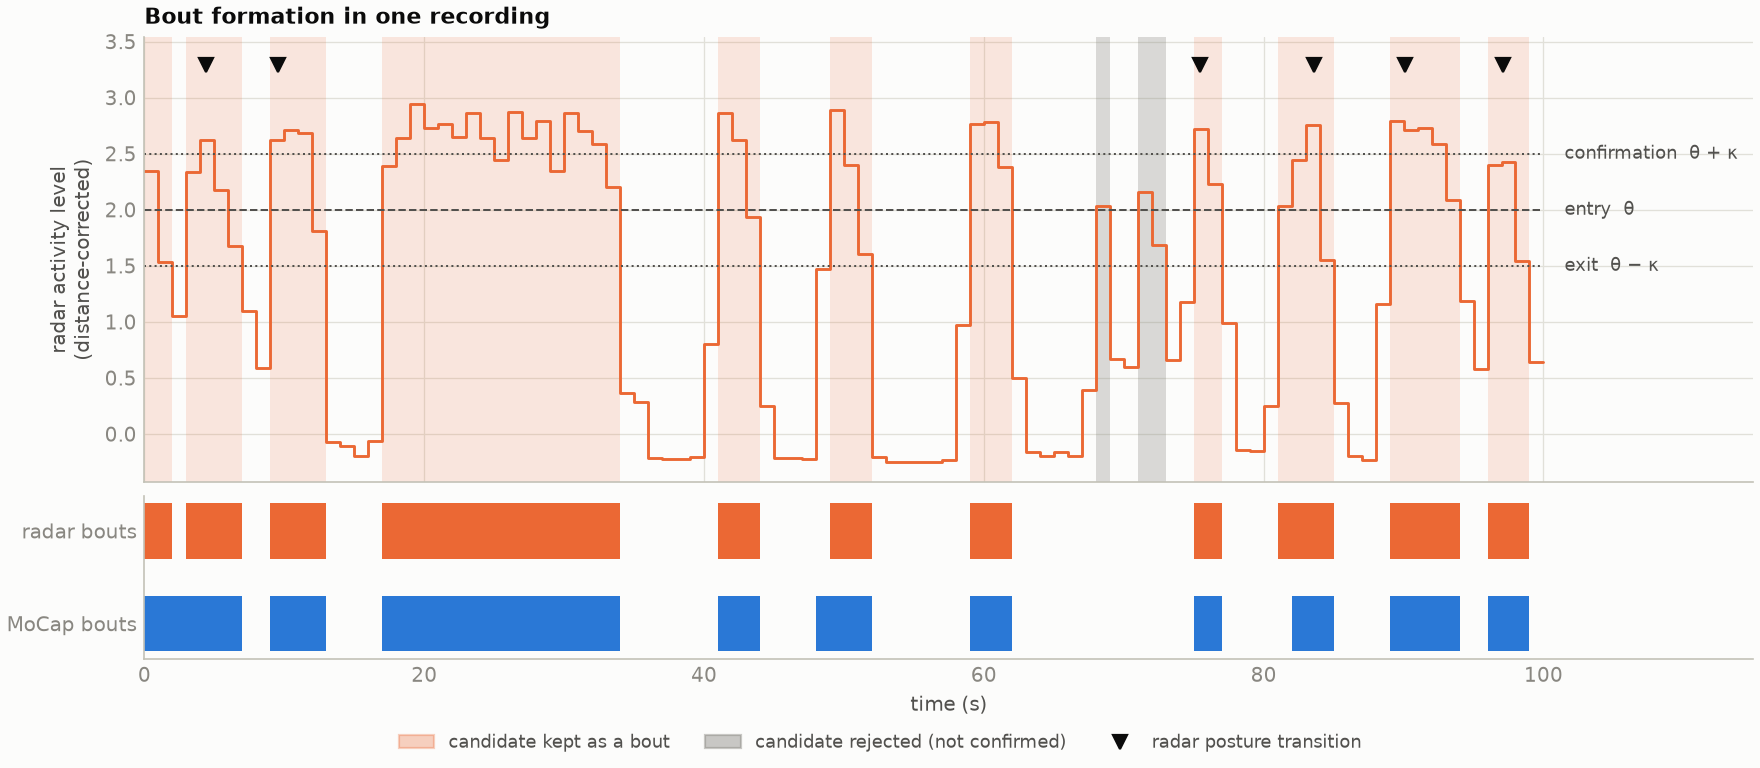 Bout formation in one recording
3.5
3.0
2.5
2.0
1.5
1.0
0.5
0.0
radar activity level
(distance-corrected)
confirmation θ + κ
entry θ
exit θ − κ
radar bouts
MoCap bouts
0 20 40 60 80 100
time (s)
candidate kept as a bout candidate rejected (not confirmed) radar posture transition